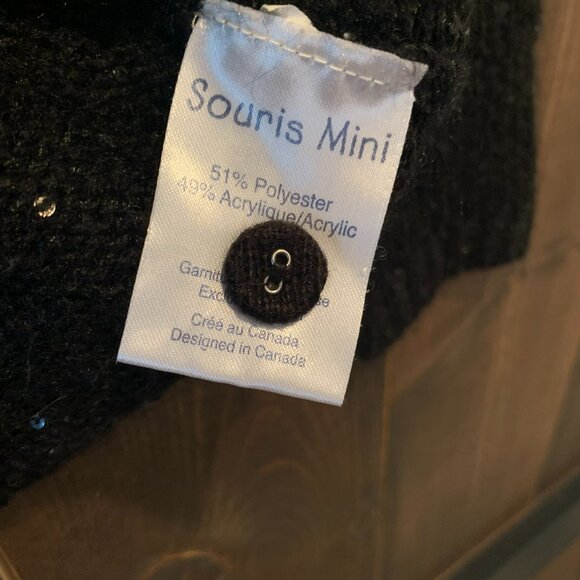 Souris Mini
51% Polyester
49% Acrylique/Acrylic
Créé au Canada
Designed in Canada